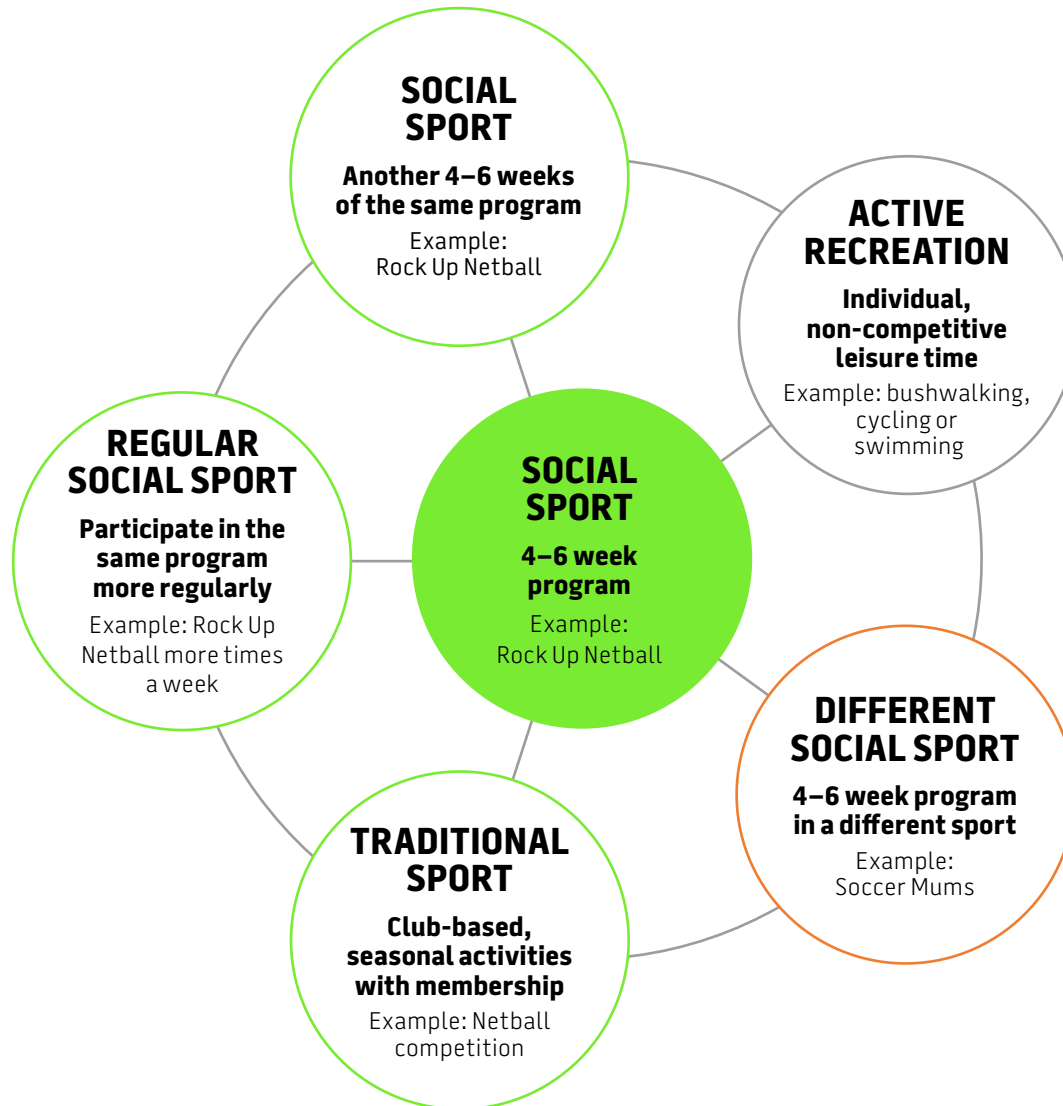 SOCIAL
SPORT
Another 4–6 weeks
of the same program
Example:
Rock Up Netball
ACTIVE
RECREATION
Individual,
non-competitive
leisure time
Example: bushwalking,
cycling or
swimming
REGULAR
SOCIAL SPORT
Participate in the
same program
more regularly
Example: Rock Up
Netball more times
a week
SOCIAL
SPORT
4–6 week
program
Example:
Rock Up Netball
DIFFERENT
SOCIAL SPORT
4–6 week program
in a different sport
Example:
Soccer Mums
TRADITIONAL
SPORT
Club-based,
seasonal activities
with membership
Example: Netball
competition